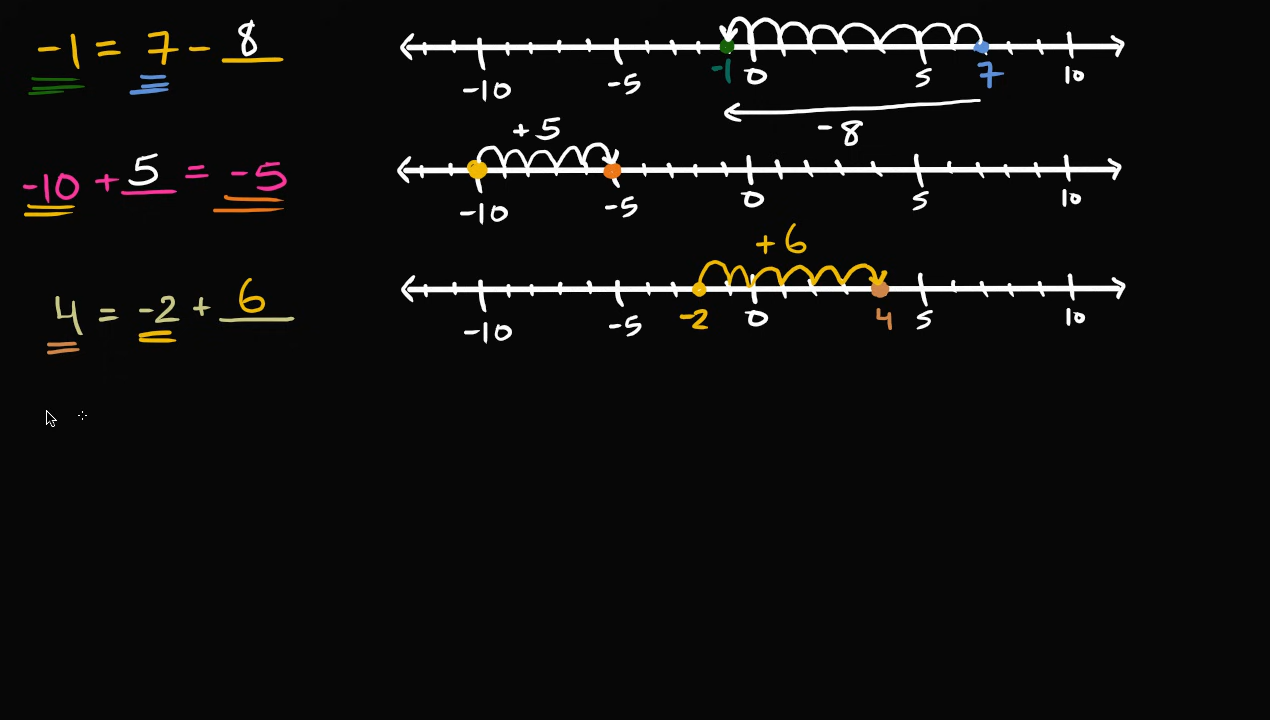 -1 = 7 - 8
-10 -5 -1 0 5 7 10
-8
+5
-10 + 5 = -5
-10 -5 0 5 10
+6
4 = -2 + 6
-10 -5 -2 0 4 5 10